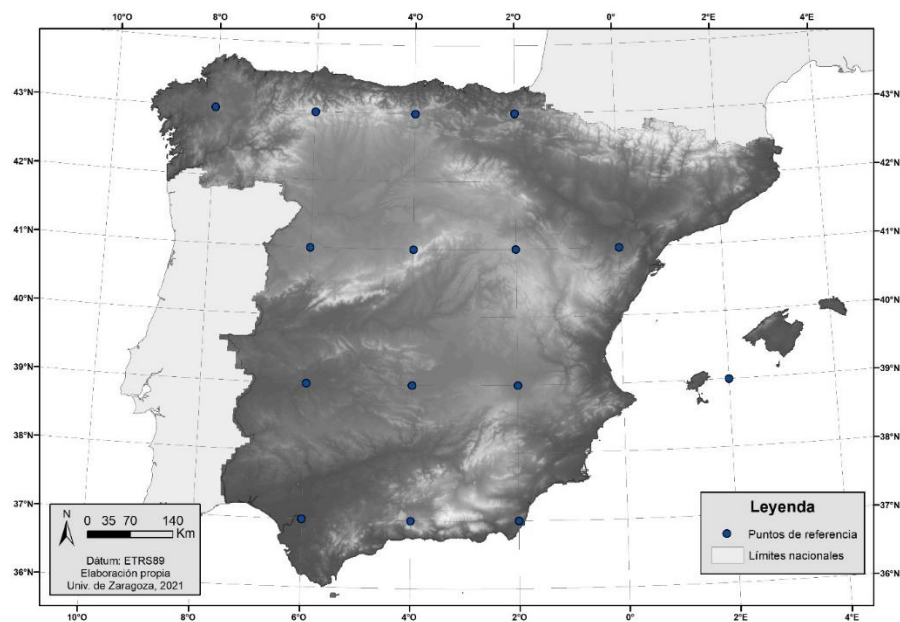 10°O 8°O 6°O 4°O 2°O 0° 2°E 4°E
43°N 43°N
42°N 42°N
41°N 41°N
40°N 40°N
39°N 39°N
38°N 38°N
37°N 37°N
36°N 36°N
N
0 35 70 140
Km
Dátum: ETRS89
Elaboración propia
Univ. de Zaragoza, 2021
Leyenda
Puntos de referencia
Límites nacionales
10°O 8°O 6°O 4°O 2°O 0° 2°E 4°E